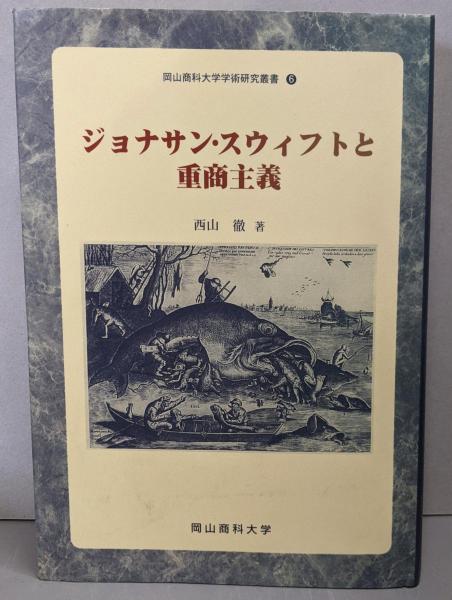 岡山商科大学学術研究叢書 ❻
ジョナサン・スウィフトと
重商主義
西山 徹 著
岡山商科大学